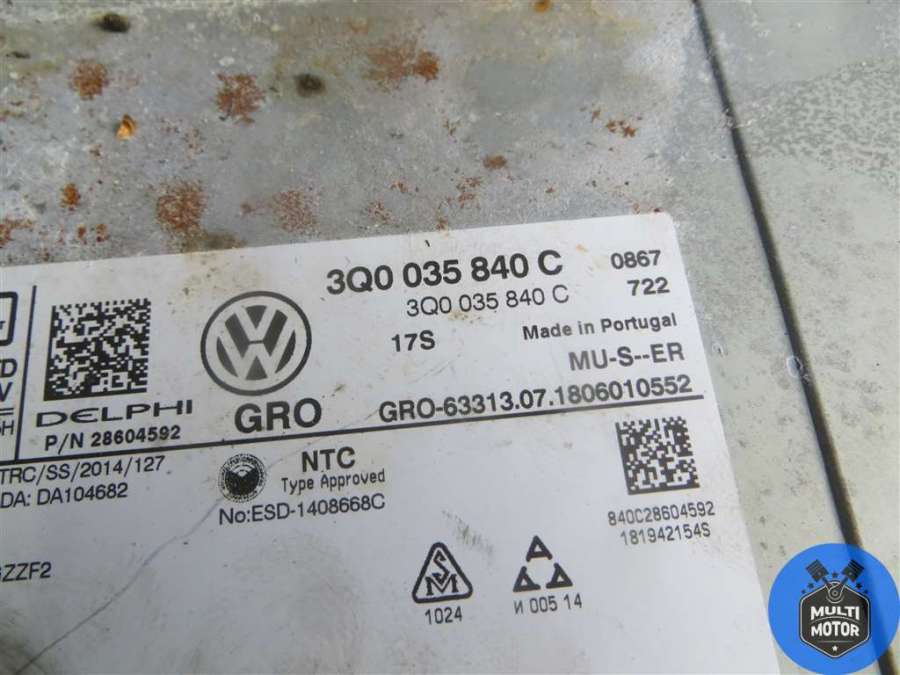 3Q0 035 840 C 0867
3Q0 035 840 C 722
17S Made in Portugal
MU-S--ER
DELPHI GRO GRO-63313.07.1806010552
P/N 28604592
TRC/SS/2014/127
DA: DA104682
NTC
Type Approved
No:ESD-1408668C
840C28604592
181942154S
GZZF2
SM
1024
И 005 14
MULTI
MOTOR